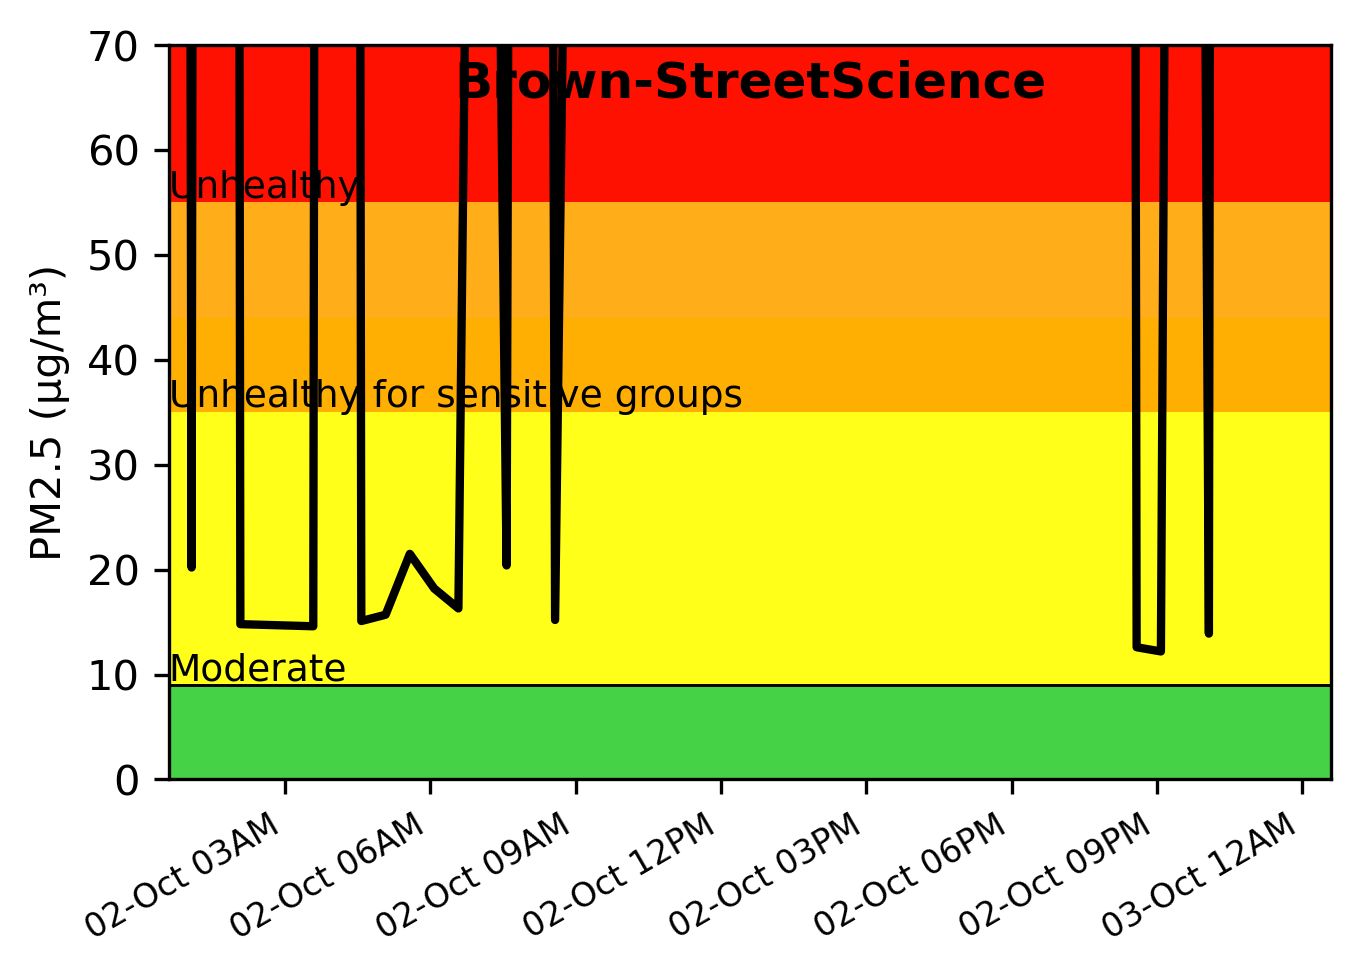 Brown-StreetScience
PM2.5 (µg/m³)
70
60
50
40
30
20
10
0
Unhealthy
Unhealthy for sensitive groups
Moderate
02-Oct 03AM
02-Oct 06AM
02-Oct 09AM
02-Oct 12PM
02-Oct 03PM
02-Oct 06PM
02-Oct 09PM
03-Oct 12AM